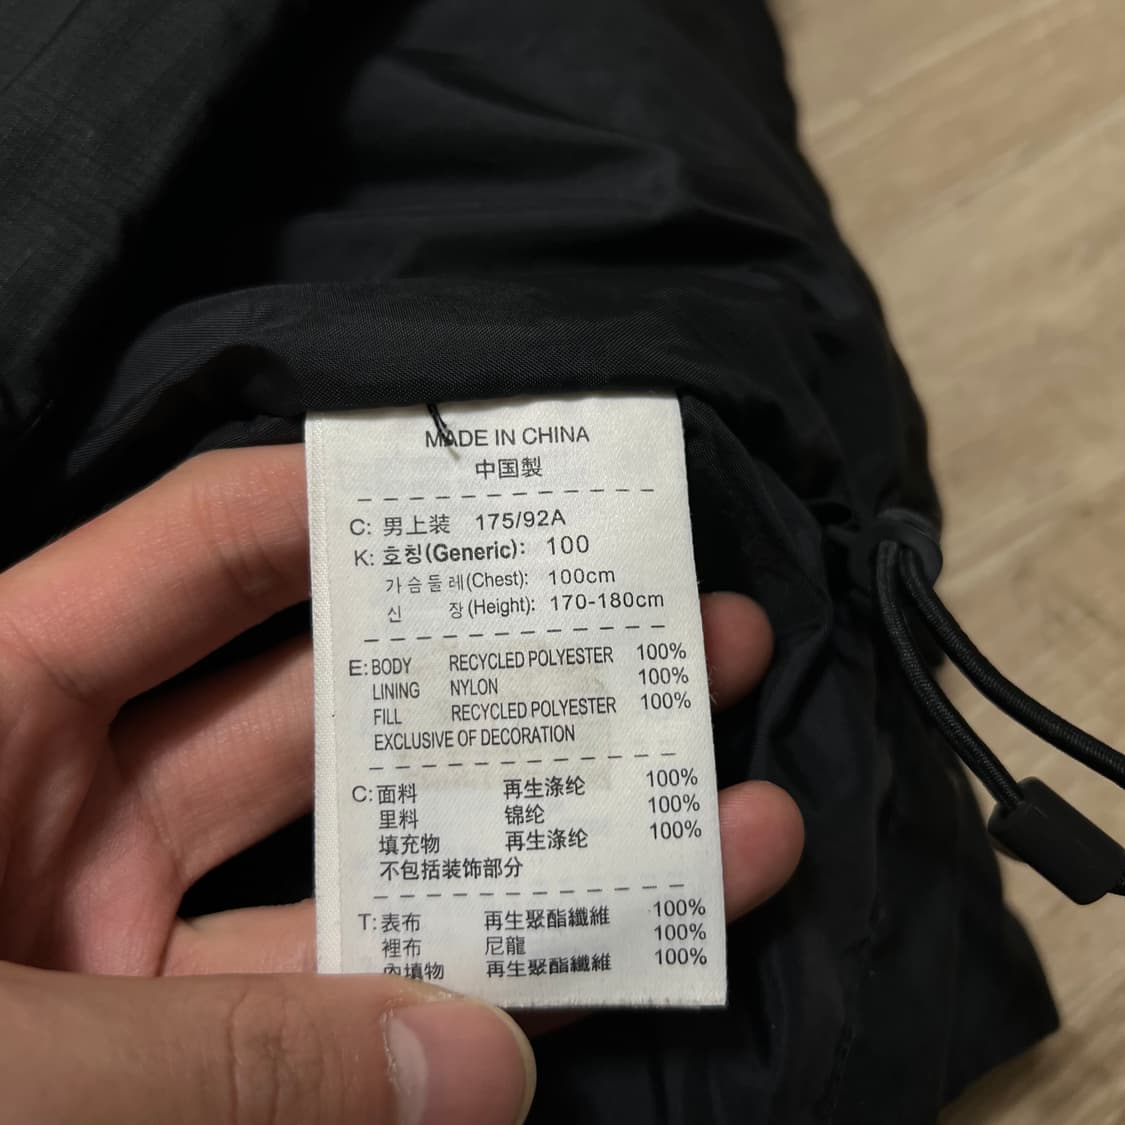 MADE IN CHINA
中国製
C: 男上装 175/92A
K: 호칭(Generic): 100
가슴둘레(Chest): 100cm
신 장(Height): 170-180cm
E: BODY RECYCLED POLYESTER 100%
LINING NYLON 100%
FILL RECYCLED POLYESTER 100%
EXCLUSIVE OF DECORATION
C: 面料 再生涤纶 100%
里料 锦纶 100%
填充物 再生涤纶 100%
不包括装饰部分
T: 表布 再生聚酯纖維 100%
裡布 尼龍 100%
內填物 再生聚酯纖維 100%